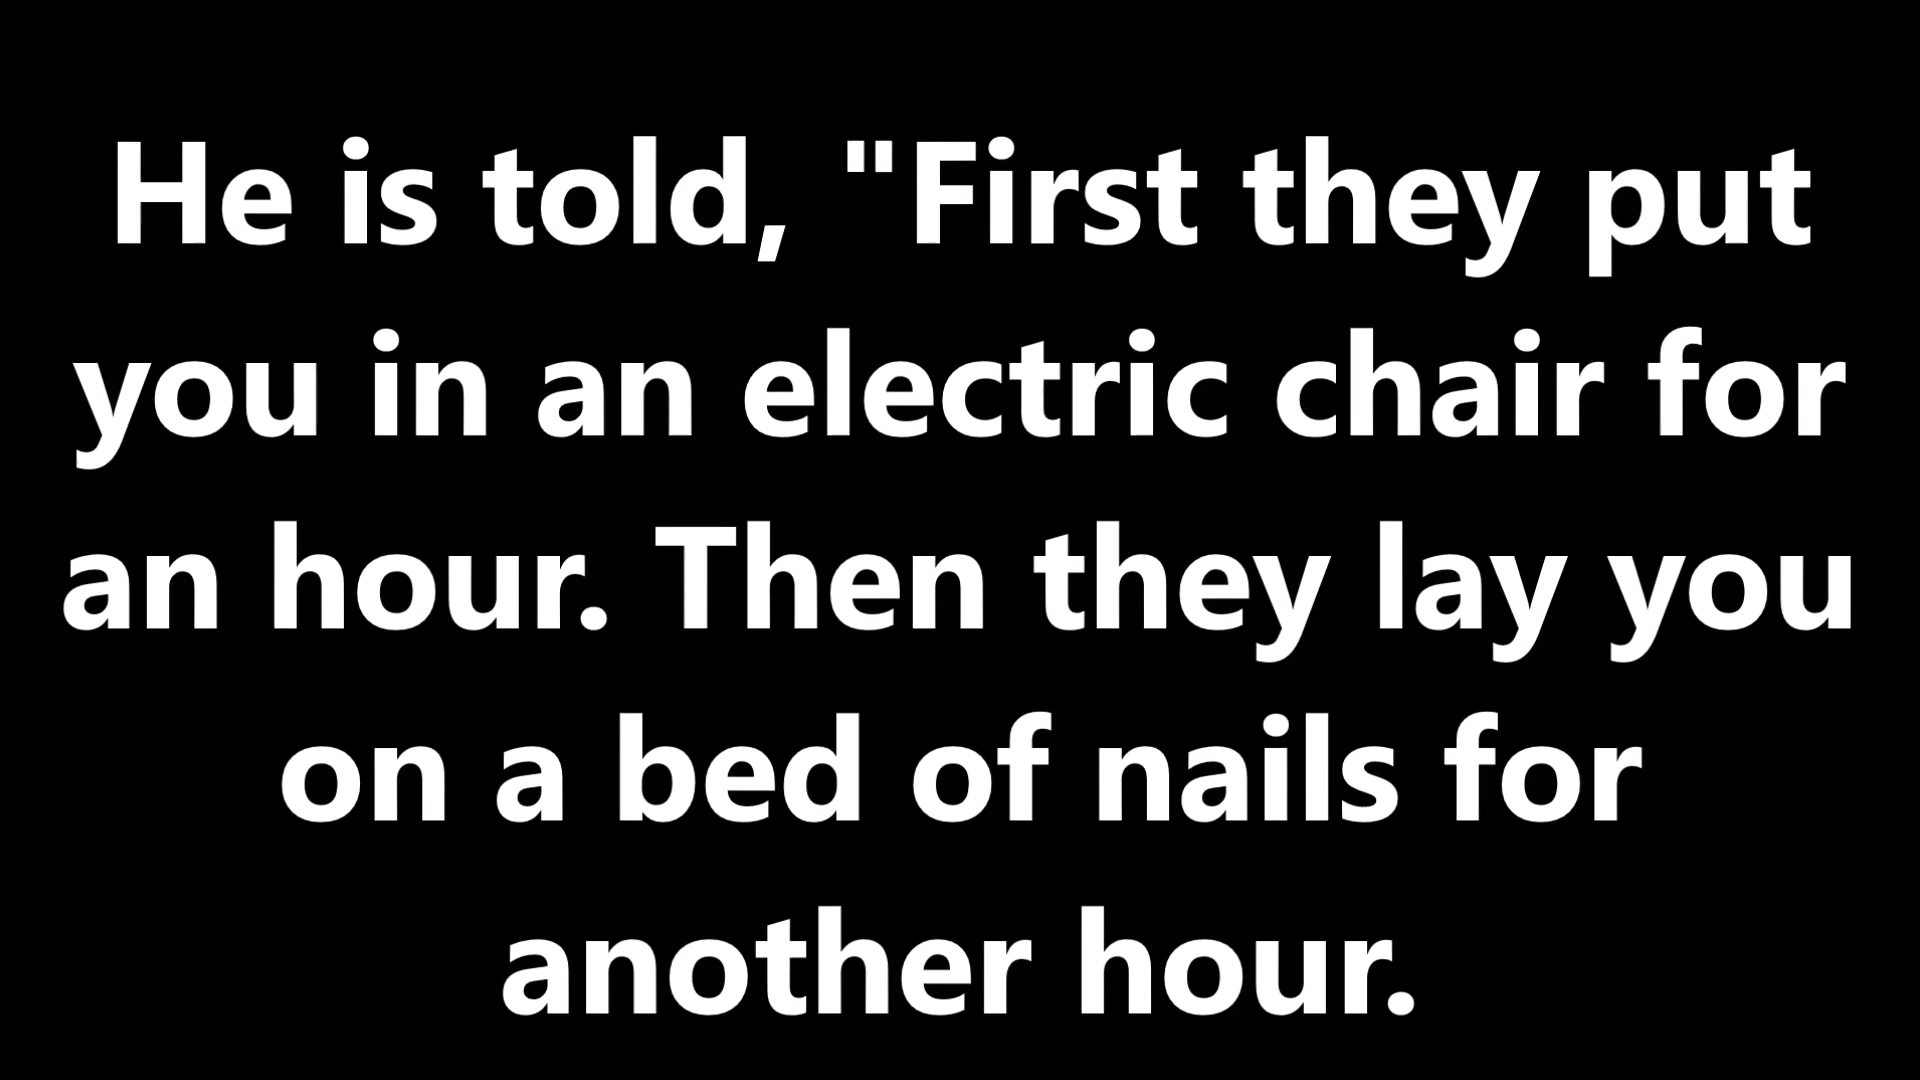 He is told, "First they put
you in an electric chair for
an hour. Then they lay you
on a bed of nails for
another hour.